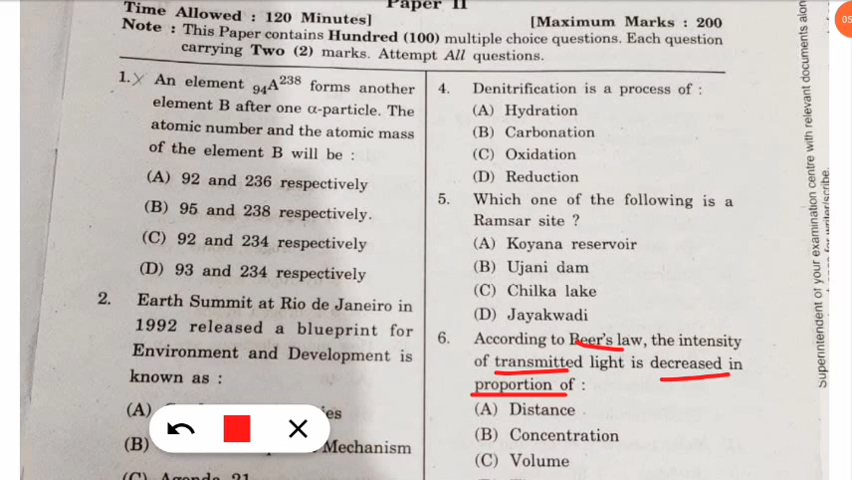 Paper II
Time Allowed : 120 Minutes]
[Maximum Marks : 200
Note : This Paper contains Hundred (100) multiple choice questions. Each question
carrying Two (2) marks. Attempt All questions.
1. An element ₉₄A²³⁸ forms another
element B after one α-particle. The
atomic number and the atomic mass
of the element B will be :
(A) 92 and 236 respectively
(B) 95 and 238 respectively.
(C) 92 and 234 respectively
(D) 93 and 234 respectively
2. Earth Summit at Rio de Janeiro in
1992 released a blueprint for
Environment and Development is
known as :
(A)
(B) Mechanism
(C) Agenda 21
4. Denitrification is a process of :
(A) Hydration
(B) Carbonation
(C) Oxidation
(D) Reduction
5. Which one of the following is a
Ramsar site ?
(A) Koyana reservoir
(B) Ujani dam
(C) Chilka lake
(D) Jayakwadi
6. According to Beer's law, the intensity
of transmitted light is decreased in
proportion of :
(A) Distance
(B) Concentration
(C) Volume
Superintendent of your examination centre with relevant documents
05